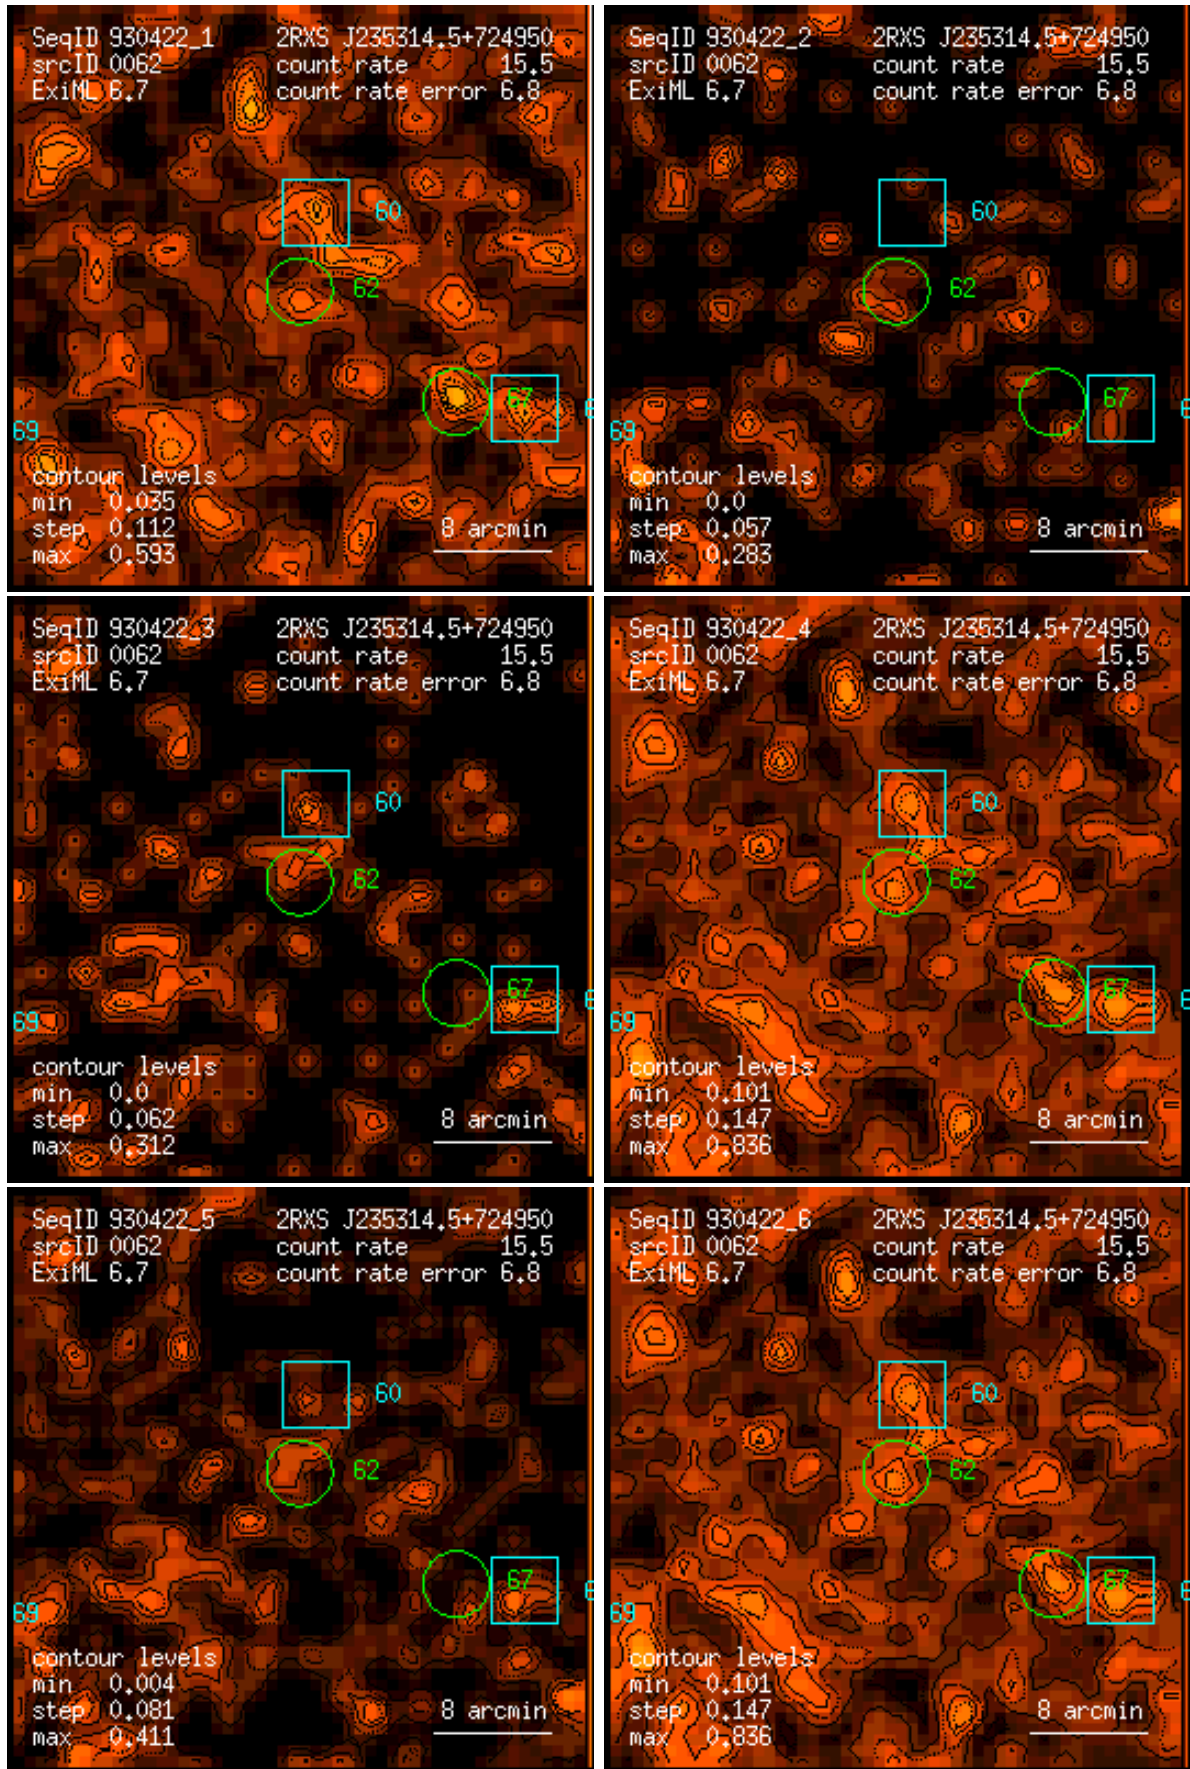 SeqID 930422_1 2RXS J235314.5+724950
srcID 0062 count rate 15.5
ExiML 6.7 count rate error 6.8
60
62
67
69
contour levels
min 0.035
step 0.112 8 arcmin
max 0.593
SeqID 930422_2 2RXS J235314.5+724950
srcID 0062 count rate 15.5
ExiML 6.7 count rate error 6.8
60
62
67
69
contour levels
min 0.0
step 0.057 8 arcmin
max 0.283
SeqID 930422_3 2RXS J235314.5+724950
srcID 0062 count rate 15.5
ExiML 6.7 count rate error 6.8
60
62
67
69
contour levels
min 0.0
step 0.062 8 arcmin
max 0.312
SeqID 930422_4 2RXS J235314.5+724950
srcID 0062 count rate 15.5
ExiML 6.7 count rate error 6.8
60
62
67
69
contour levels
min 0.101
step 0.147 8 arcmin
max 0.836
SeqID 930422_5 2RXS J235314.5+724950
srcID 0062 count rate 15.5
ExiML 6.7 count rate error 6.8
60
62
67
69
contour levels
min 0.004
step 0.081 8 arcmin
max 0.411
SeqID 930422_6 2RXS J235314.5+724950
srcID 0062 count rate 15.5
ExiML 6.7 count rate error 6.8
60
62
67
69
contour levels
min 0.101
step 0.147 8 arcmin
max 0.836